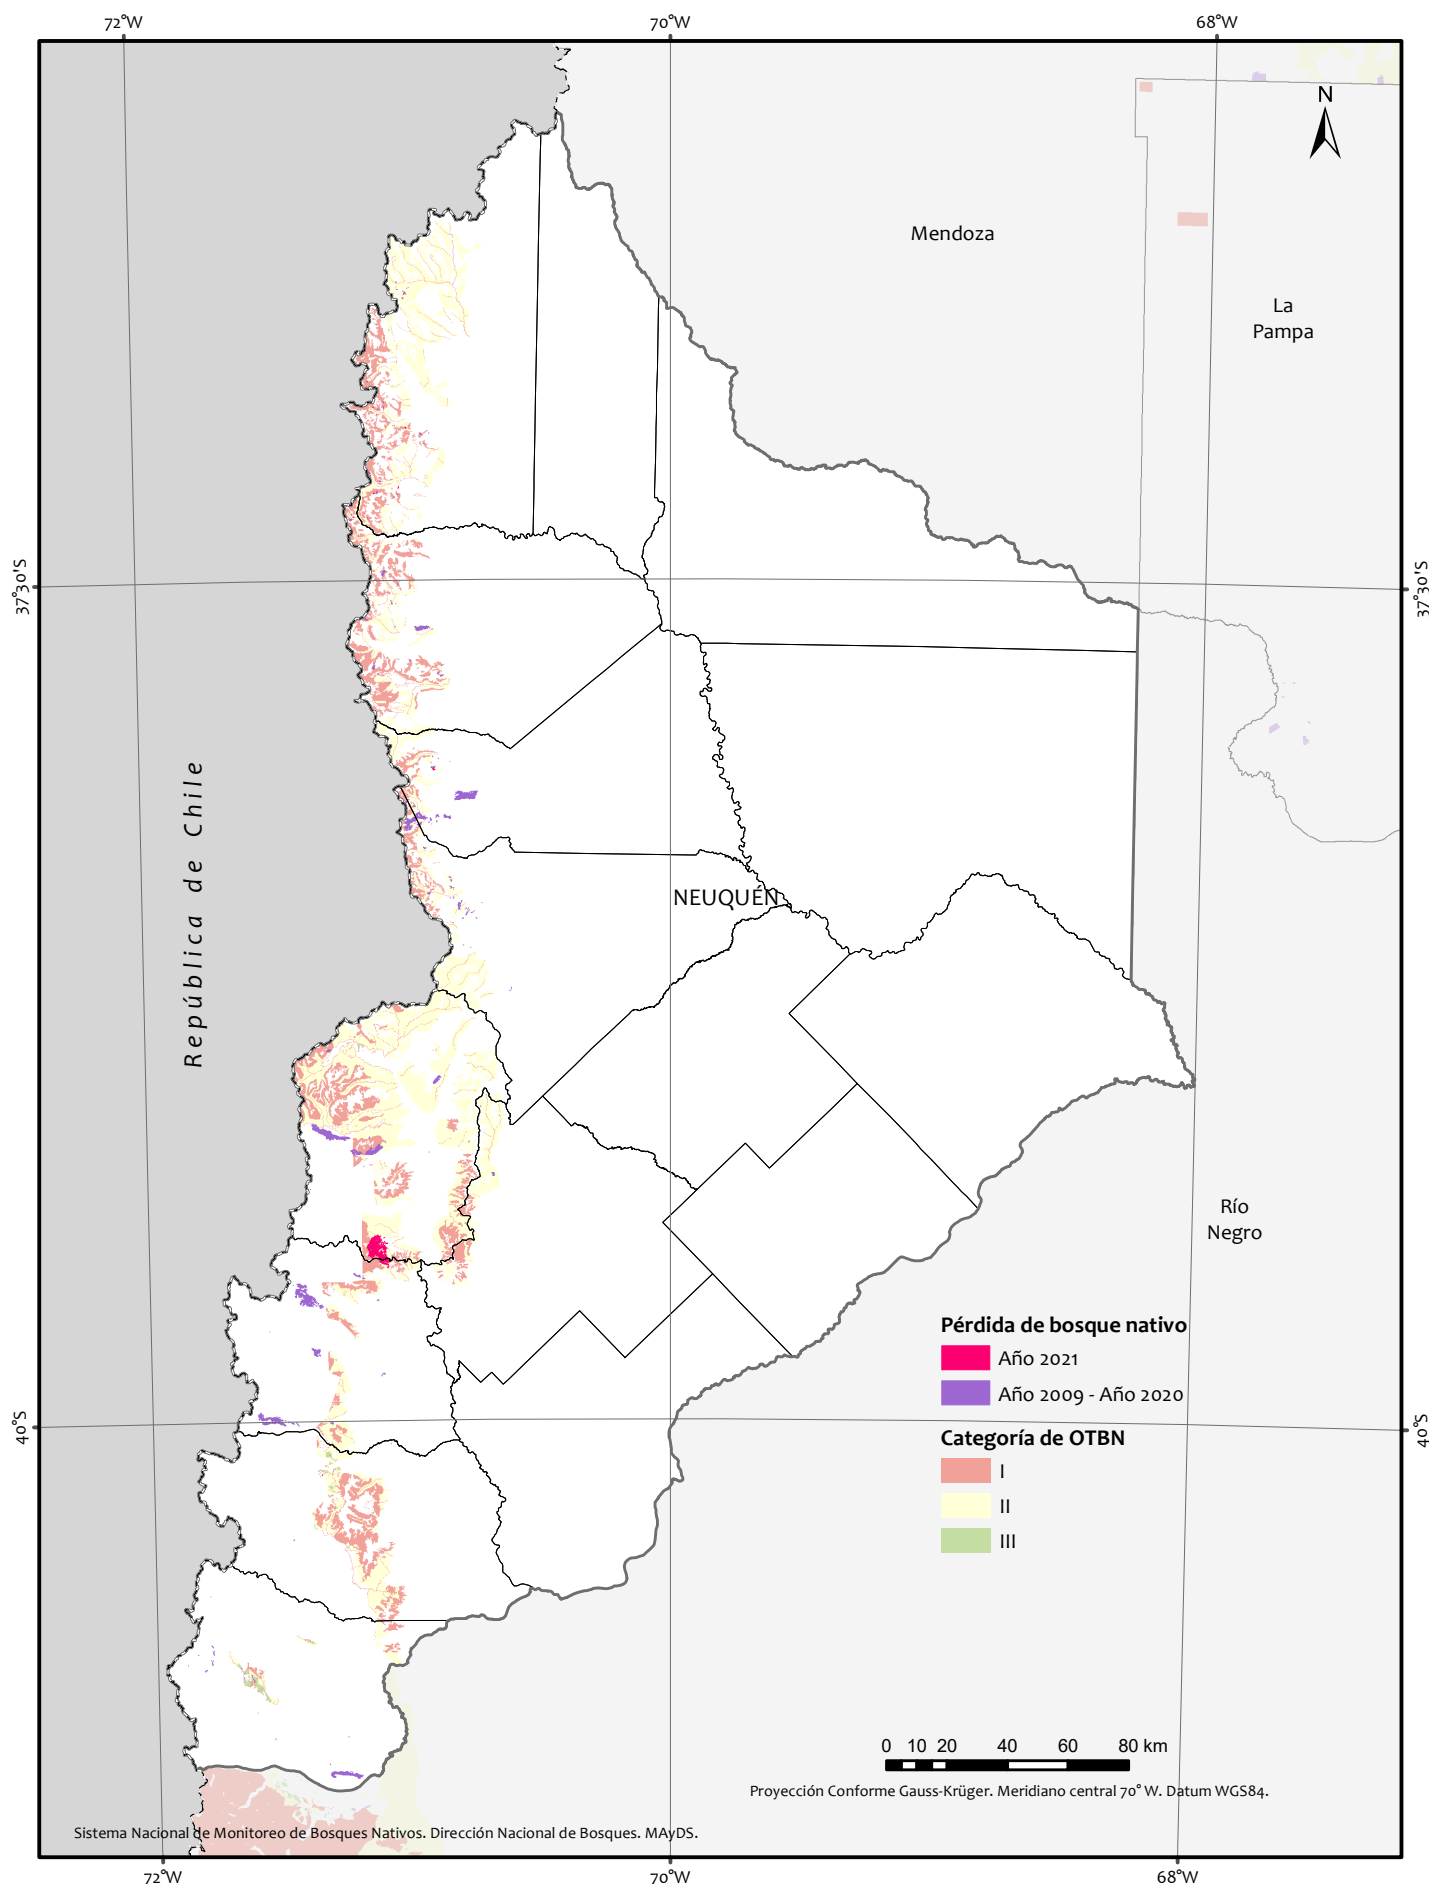 72°W
70°W
68°W
N
Mendoza
La
Pampa
37°30'S
37°30'S
República de Chile
NEUQUÉN
Río
Negro
Pérdida de bosque nativo
Año 2021
Año 2009 - Año 2020
40°S
40°S
Categoría de OTBN
I
II
III
0 10 20 40 60 80 km
Proyección Conforme Gauss-Krüger. Meridiano central 70° W. Datum WGS84.
Sistema Nacional de Monitoreo de Bosques Nativos. Dirección Nacional de Bosques. MAyDS.
72°W
70°W
68°W